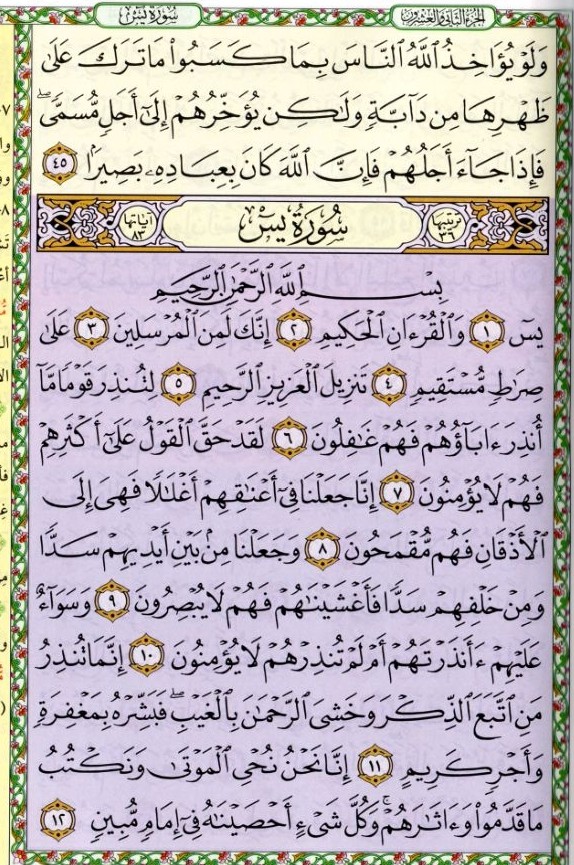 سورة يس
الجزء الثاني والعشرون
وَلَوْ يُؤَاخِذُ ٱللَّهُ ٱلنَّاسَ بِمَا كَسَبُوا۟ مَا تَرَكَ عَلَىٰ
ظَهْرِهَا مِن دَآبَّةٍ وَلَـٰكِن يُؤَخِّرُهُمْ إِلَىٰٓ أَجَلٍ مُّسَمًّى ۖ
فَإِذَا جَآءَ أَجَلُهُمْ فَإِنَّ ٱللَّهَ كَانَ بِعِبَادِهِۦ بَصِيرًۢا ٤٥
ترتيبها ٣٦ سُورَةُ يسٓ آياتها ٨٣
بِسْمِ ٱللَّهِ ٱلرَّحْمَـٰنِ ٱلرَّحِيمِ
يسٓ ١ وَٱلْقُرْءَانِ ٱلْحَكِيمِ ٢ إِنَّكَ لَمِنَ ٱلْمُرْسَلِينَ ٣ عَلَىٰ
صِرَٰطٍ مُّسْتَقِيمٍ ٤ تَنزِيلَ ٱلْعَزِيزِ ٱلرَّحِيمِ ٥ لِتُنذِرَ قَوْمًا مَّآ
أُنذِرَ ءَابَآؤُهُمْ فَهُمْ غَـٰفِلُونَ ٦ لَقَدْ حَقَّ ٱلْقَوْلُ عَلَىٰٓ أَكْثَرِهِمْ
فَهُمْ لَا يُؤْمِنُونَ ٧ إِنَّا جَعَلْنَا فِىٓ أَعْنَـٰقِهِمْ أَغْلَـٰلًا فَهِىَ إِلَى
ٱلْأَذْقَانِ فَهُم مُّقْمَحُونَ ٨ وَجَعَلْنَا مِنۢ بَيْنِ أَيْدِيهِمْ سَدًّا
وَمِنْ خَلْفِهِمْ سَدًّا فَأَغْشَيْنَـٰهُمْ فَهُمْ لَا يُبْصِرُونَ ٩ وَسَوَآءٌ
عَلَيْهِمْ ءَأَنذَرْتَهُمْ أَمْ لَمْ تُنذِرْهُمْ لَا يُؤْمِنُونَ ١٠ إِنَّمَا تُنذِرُ
مَنِ ٱتَّبَعَ ٱلذِّكْرَ وَخَشِىَ ٱلرَّحْمَـٰنَ بِٱلْغَيْبِ ۖ فَبَشِّرْهُ بِمَغْفِرَةٍ
وَأَجْرٍ كَرِيمٍ ١١ إِنَّا نَحْنُ نُحْىِ ٱلْمَوْتَىٰ وَنَكْتُبُ
مَا قَدَّمُوا۟ وَءَاثَـٰرَهُمْ ۚ وَكُلَّ شَىْءٍ أَحْصَيْنَـٰهُ فِىٓ إِمَامٍ مُّبِينٍ ١٢